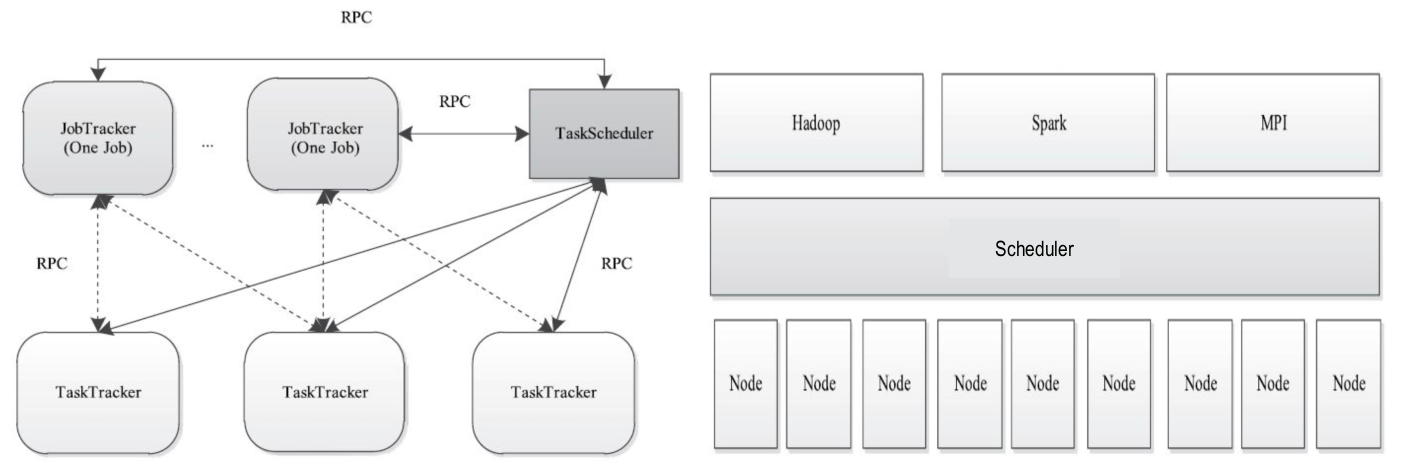 RPC
JobTracker
(One Job)
...
JobTracker
(One Job)
RPC
TaskScheduler
RPC
RPC
TaskTracker
TaskTracker
TaskTracker
Hadoop
Spark
MPI
Scheduler
Node
Node
Node
Node
Node
Node
Node
Node
Node